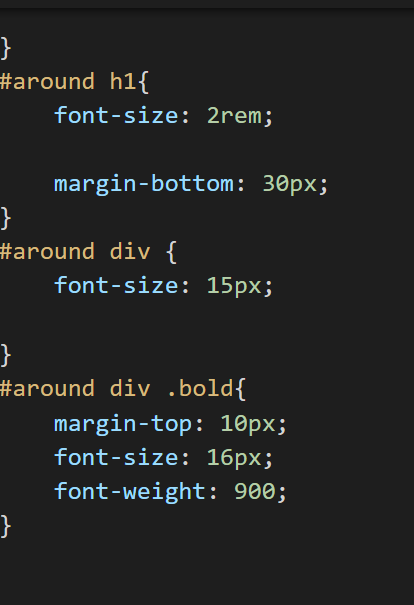 }
#around h1{
    font-size: 2rem;

    margin-bottom: 30px;
}
#around div {
    font-size: 15px;

}
#around div .bold{
    margin-top: 10px;
    font-size: 16px;
    font-weight: 900;
}